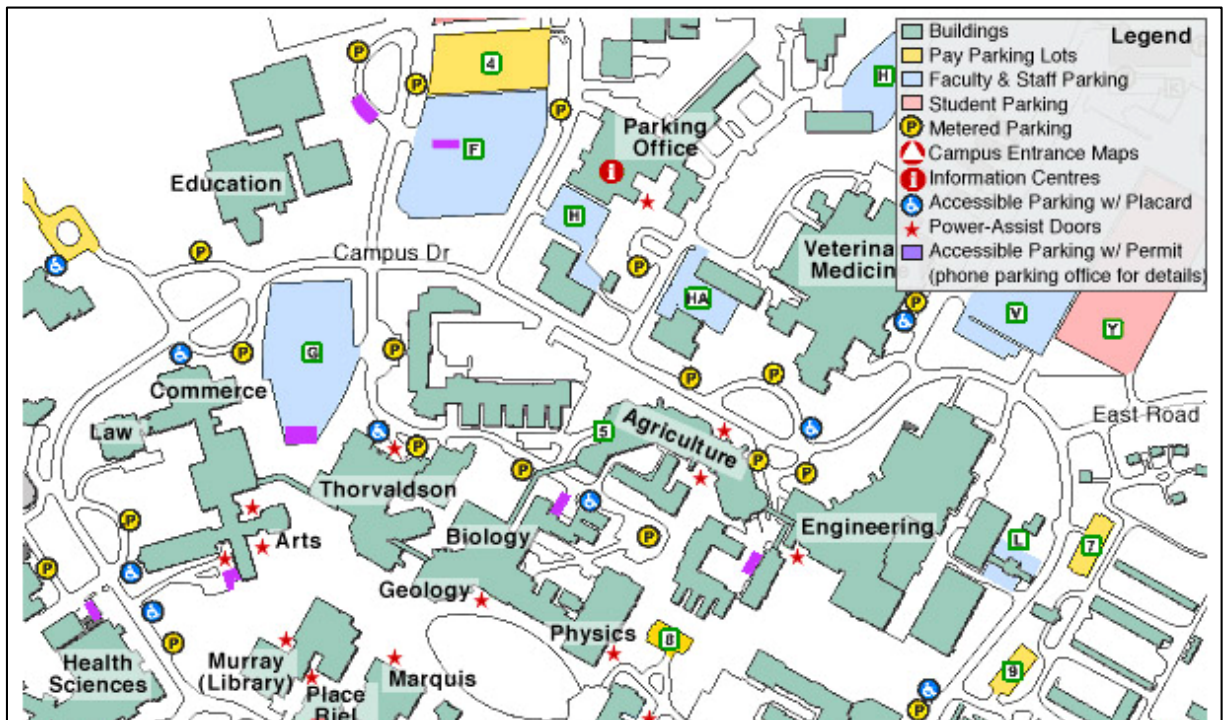 Legend
Buildings
Pay Parking Lots
Faculty & Staff Parking
Student Parking
Metered Parking
Campus Entrance Maps
Information Centres
Accessible Parking w/ Placard
Power-Assist Doors
Accessible Parking w/ Permit
(phone parking office for details)
P
4
P
P
H
F
Parking
Office
i
Education
H
Campus Dr
P
P
HA
Veterina
Medicine
P
V
Y
G
P
P
P
P
Commerce
East Road
Law
5
Agriculture
P
P
P
P
Thorvaldson
P
Biology
Engineering
Arts
P
L
7
P
Geology
8
Physics
P
Health
Sciences
Murray
(Library)
Marquis
9
Place
Riel
P